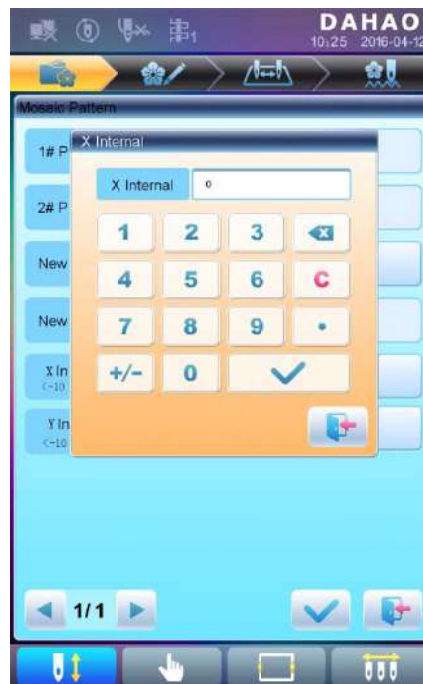 DAHAO
1
10:25 2016-04-12
Mosaic Pattern
1# P
X Internal
X Internal 0
2# P
1 2 3
New
4 5 6 C
New
7 8 9 .
X In
<-10
+/- 0
Y In
<-10
1/1